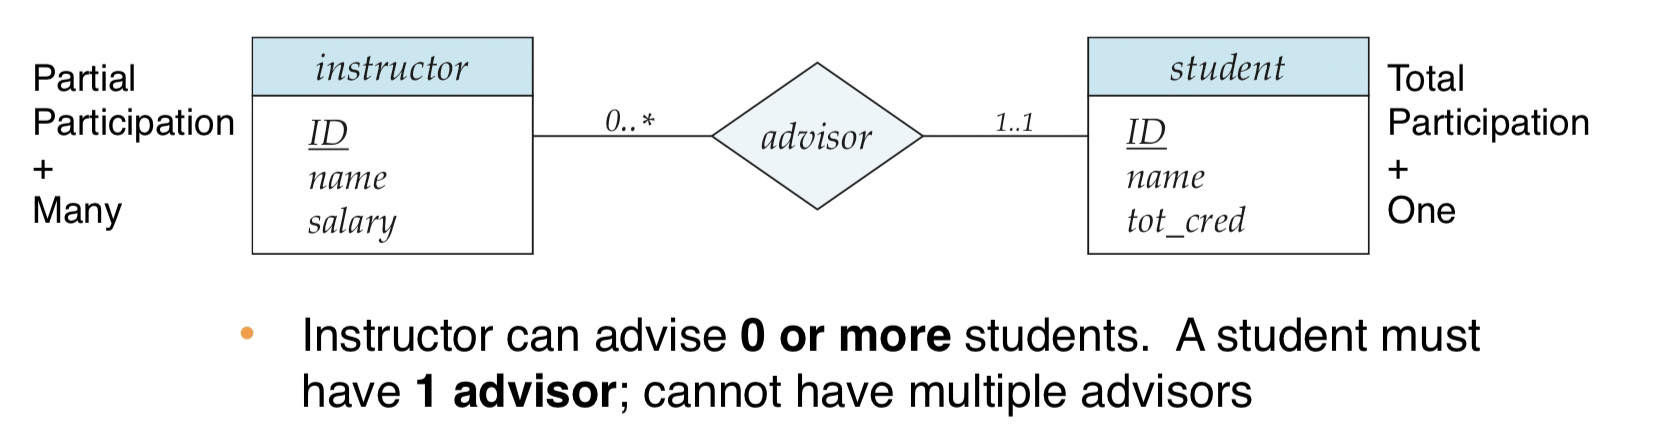 Partial
Participation
+
Many
instructor
ID
name
salary
0..*
advisor
1..1
student
ID
name
tot_cred
Total
Participation
+
One
• Instructor can advise 0 or more students. A student must
have 1 advisor; cannot have multiple advisors